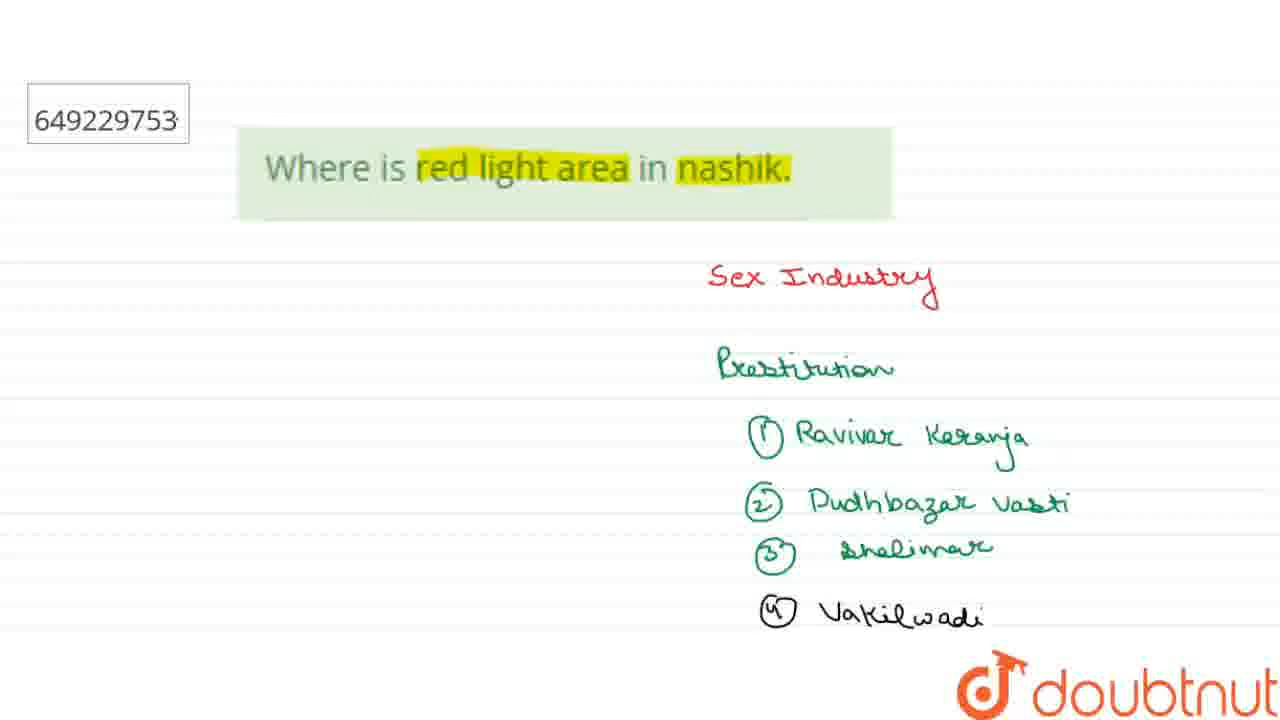 649229753
Where is red light area in nashik.
Sex Industry
Prostitution
① Ravivar Karanja
② Dudhbazar Vasti
③ Shalimar
④ Vakilwadi
doubtnut